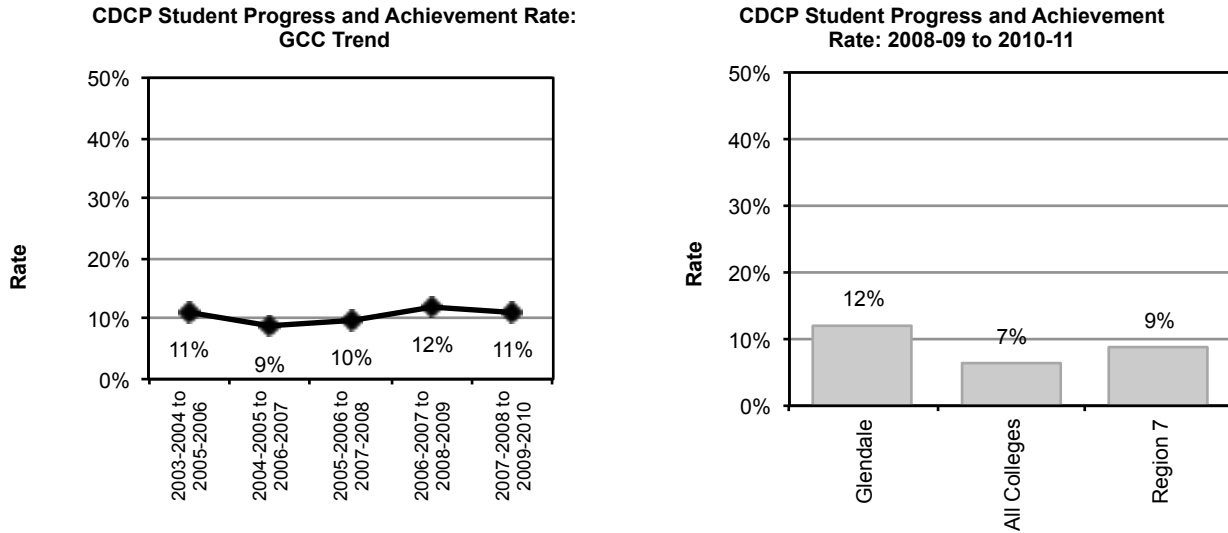 CDCP Student Progress and Achievement Rate:
GCC Trend
50%
40%
30%
20%
10%
0%
Rate
11%
9%
10%
12%
11%
2003-2004 to
2005-2006
2004-2005 to
2006-2007
2005-2006 to
2007-2008
2006-2007 to
2008-2009
2007-2008 to
2009-2010
CDCP Student Progress and Achievement
Rate: 2008-09 to 2010-11
50%
40%
30%
20%
10%
0%
Rate
12%
7%
9%
Glendale
All Colleges
Region 7